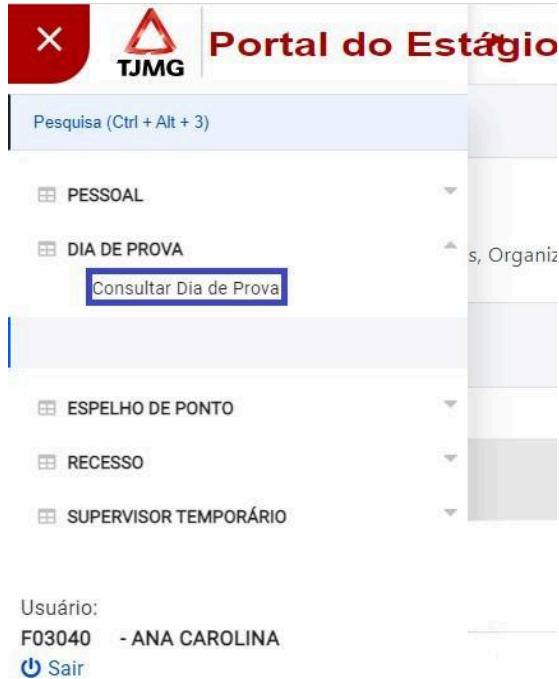 TJMG
Portal do Estágio
Pesquisa (Ctrl + Alt + 3)
PESSOAL
DIA DE PROVA
s, Organiz
Consultar Dia de Prova
ESPELHO DE PONTO
RECESSO
SUPERVISOR TEMPORÁRIO
Usuário:
F03040 - ANA CAROLINA
Sair